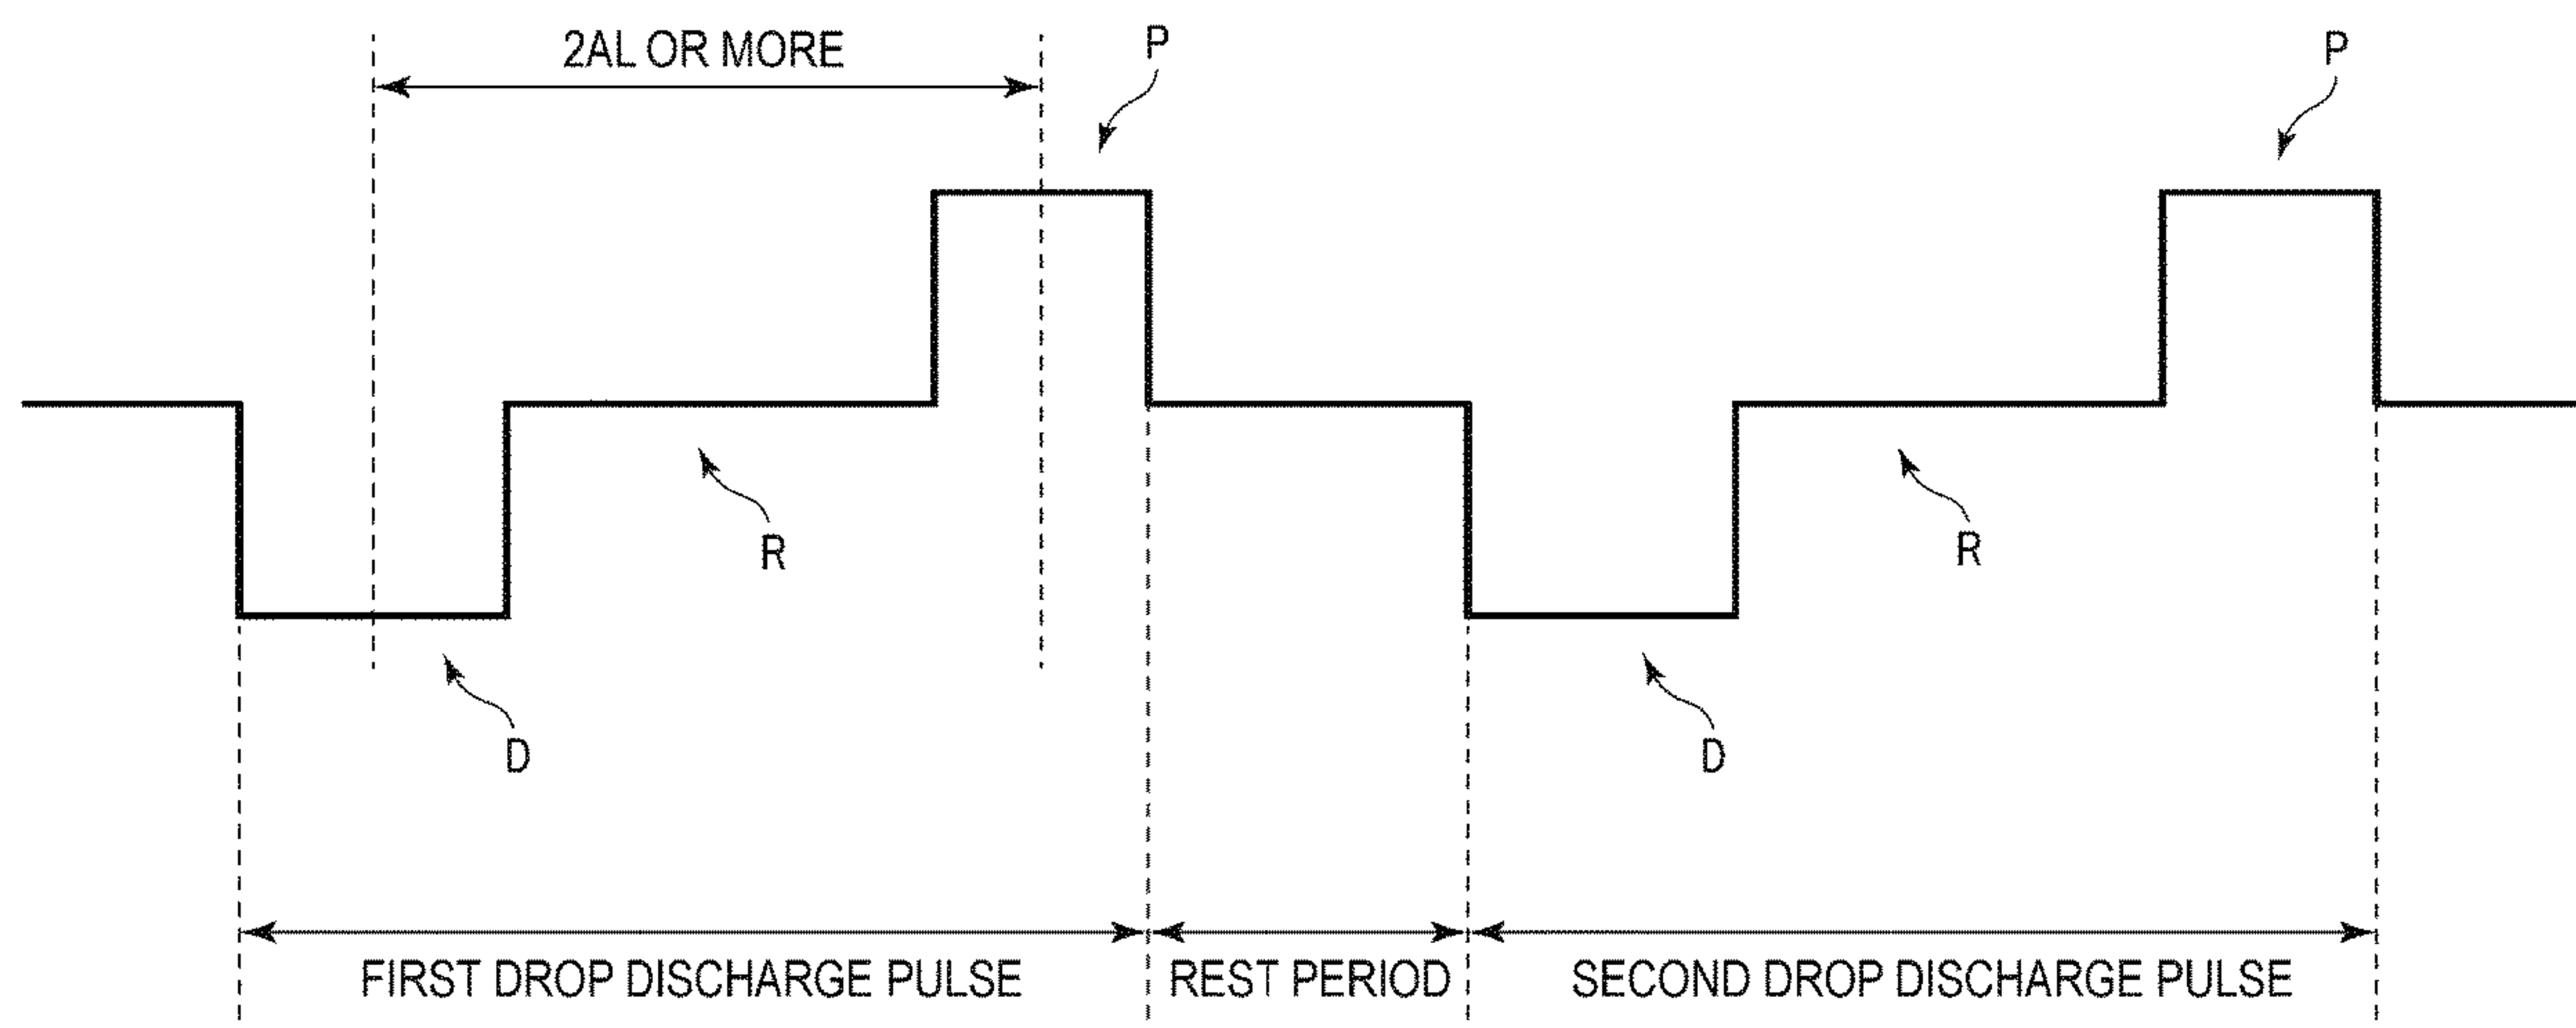 2AL OR MORE
P
P
R
R
D
D
FIRST DROP DISCHARGE PULSE
REST PERIOD
SECOND DROP DISCHARGE PULSE